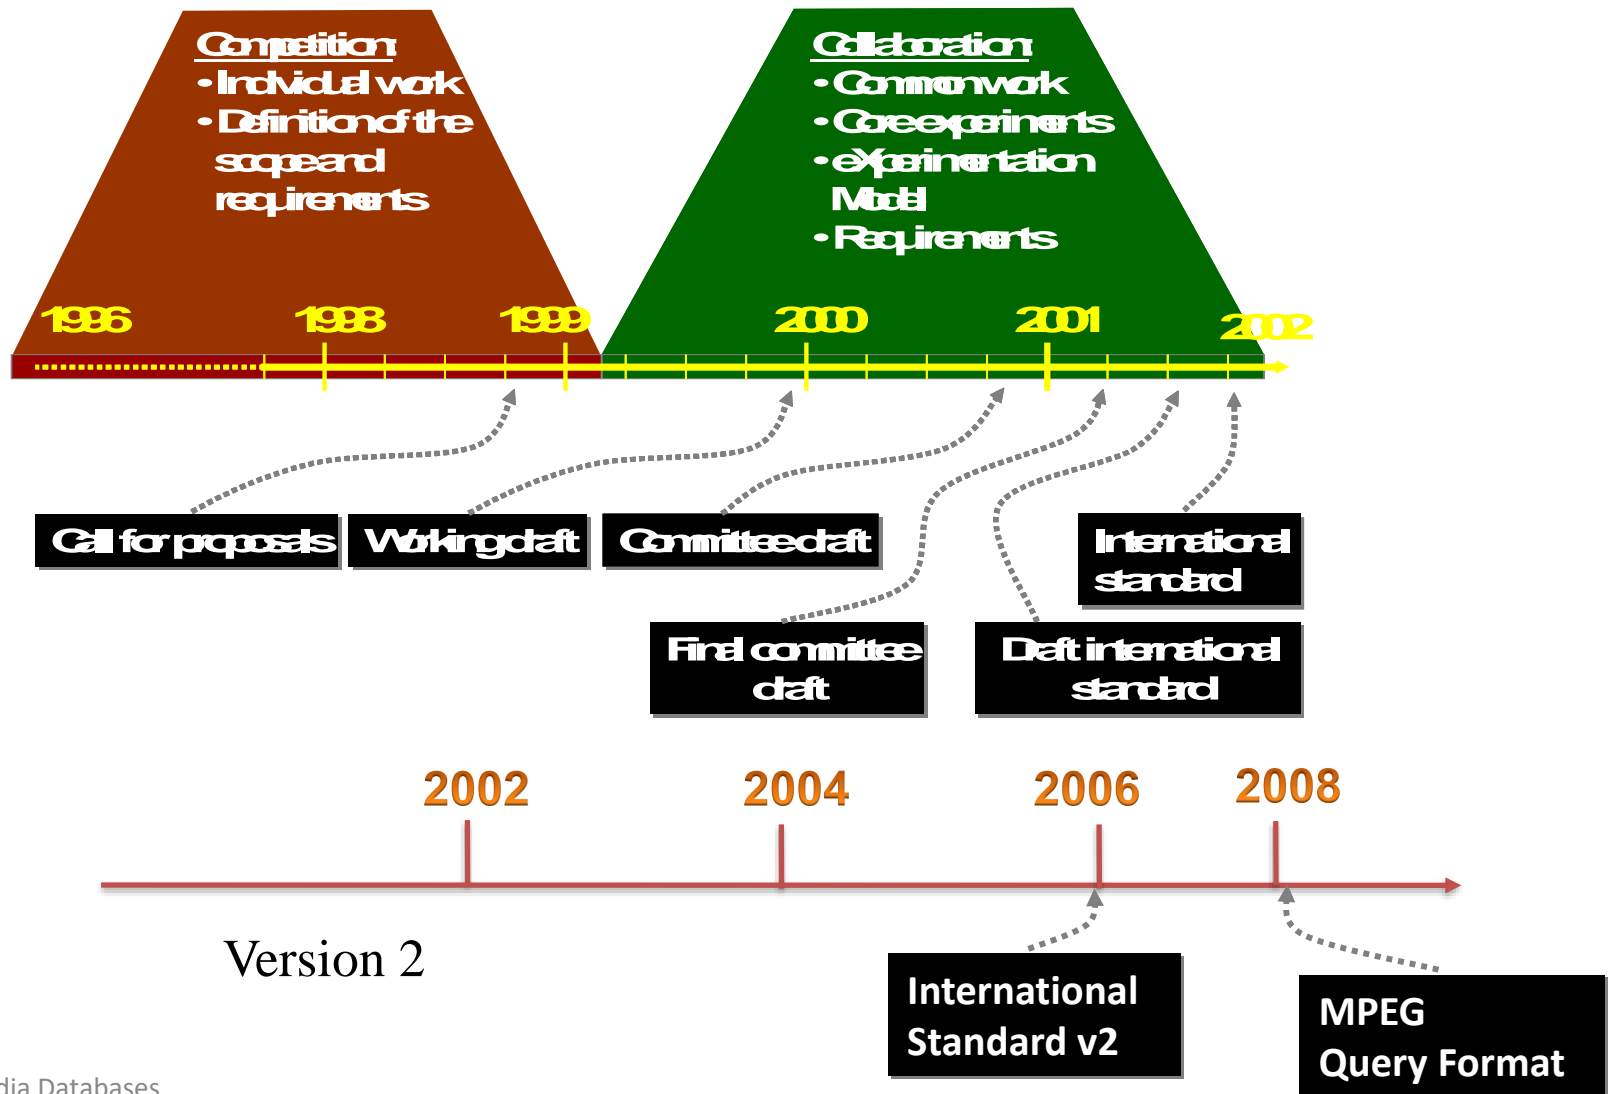 Competition:
• Individual work
• Definition of the
scope and
requirements
Collaboration:
• Common work
• Core experiments
• eXperimentation
Model
• Requirements
1996
1998
1999
2000
2001
2002
Call for proposals
Working draft
Committee draft
International
standard
Final committee
draft
Draft international
standard
2002
2004
2006
2008
Version 2
International
Standard v2
MPEG
Query Format
Databases